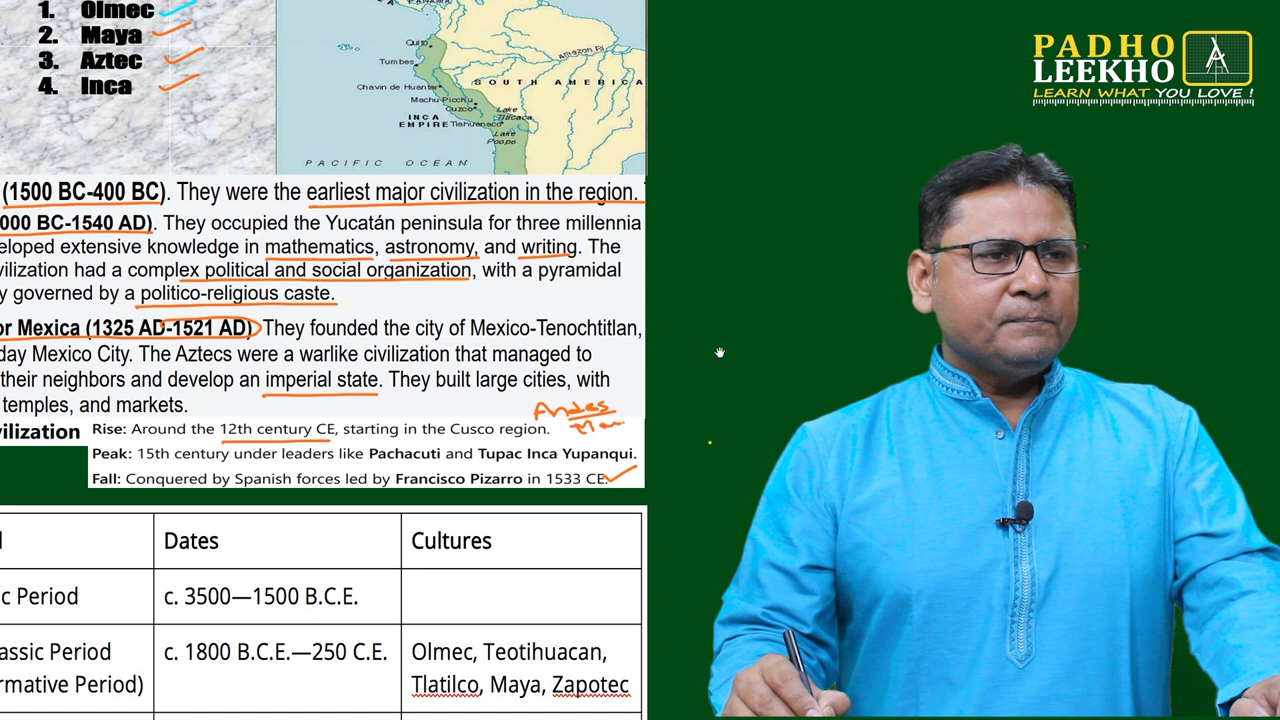 1. Olmec
2. Maya
3. Aztec
4. Inca
PANAMA
Quito
Tumbes
Chavin de Huantar
Machu Picchu
Cuzco
INCA
EMPIRE
Tiahuanaco
Lake
Titicaca
Lake
Poopo
Amazon Ri
SOUTH AMERICA
PACIFIC OCEAN
PADHO
LEEKHO
LEARN WHAT YOU LOVE !
(1500 BC-400 BC). They were the earliest major civilization in the region.
000 BC-1540 AD). They occupied the Yucatán peninsula for three millennia
eloped extensive knowledge in mathematics, astronomy, and writing. The
vilization had a complex political and social organization, with a pyramidal
y governed by a politico-religious caste.
or Mexica (1325 AD-1521 AD) They founded the city of Mexico-Tenochtitlan,
day Mexico City. The Aztecs were a warlike civilization that managed to
their neighbors and develop an imperial state. They built large cities, with
temples, and markets.
Andes
vilization Rise: Around the 12th century CE, starting in the Cusco region.
Peak: 15th century under leaders like Pachacuti and Tupac Inca Yupanqui.
Fall: Conquered by Spanish forces led by Francisco Pizarro in 1533 CE.
d Dates Cultures
c Period c. 3500—1500 B.C.E.
assic Period c. 1800 B.C.E.—250 C.E. Olmec, Teotihuacan,
rmative Period) Tlatilco, Maya, Zapotec